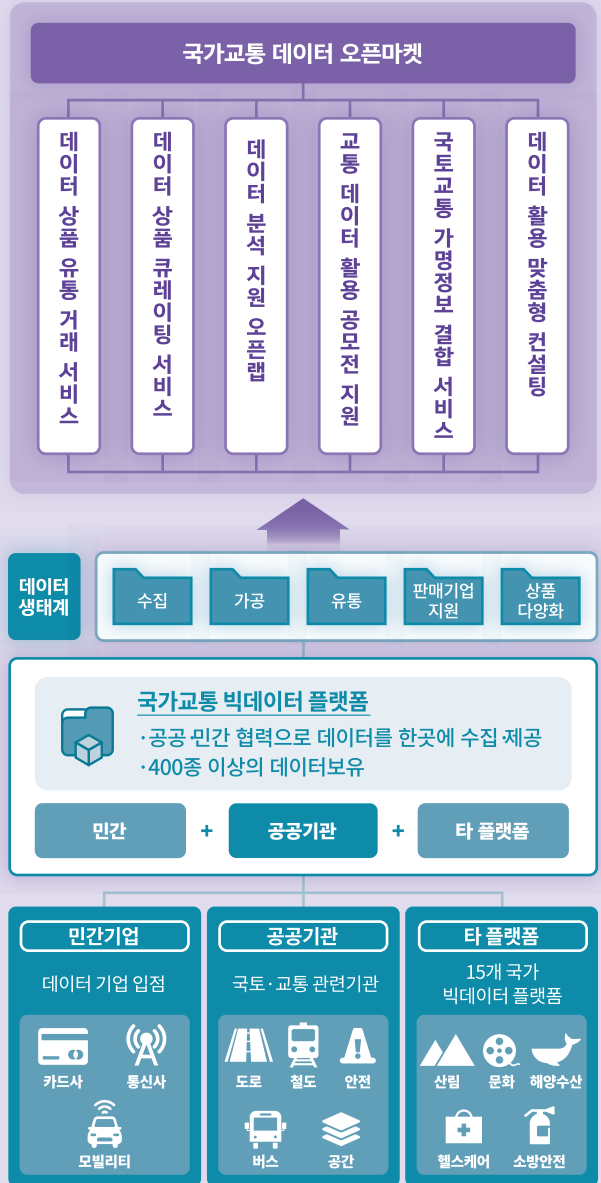 국가교통 데이터 오픈마켓
데이터 상품 유통 거래 서비스
데이터 상품 큐레이팅 서비스
데이터 분석 지원 오픈랩
교통 데이터 활용 공모전 지원
국토교통 가명정보 결합 서비스
데이터 활용 맞춤형 컨설팅
데이터
생태계
수집
가공
유통
판매기업
지원
상품
다양화
국가교통 빅데이터 플랫폼
·공공·민간 협력으로 데이터를 한곳에 수집·제공
·400종 이상의 데이터보유
민간 + 공공기관 + 타 플랫폼
민간기업
데이터 기업 입점
카드사
통신사
모빌리티
공공기관
국토·교통 관련기관
도로
철도
안전
버스
공간
타 플랫폼
15개 국가
빅데이터 플랫폼
산림
문화
해양수산
헬스케어
소방안전